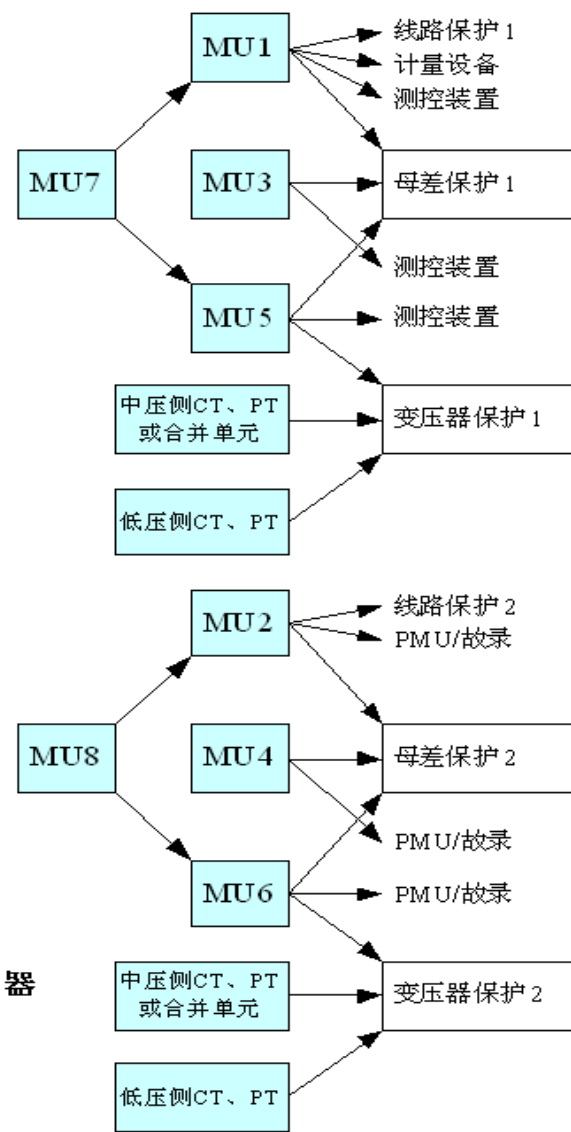 线路保护1
MU1
计量设备
测控装置
MU7
MU3
母差保护1
测控装置
MU5
测控装置
中压侧CT、PT
或合并单元
变压器保护1
低压侧CT、PT
线路保护2
MU2
PMU/故录
MU8
MU4
母差保护2
PMU/故录
MU6
PMU/故录
器
中压侧CT、PT
或合并单元
变压器保护2
低压侧CT、PT